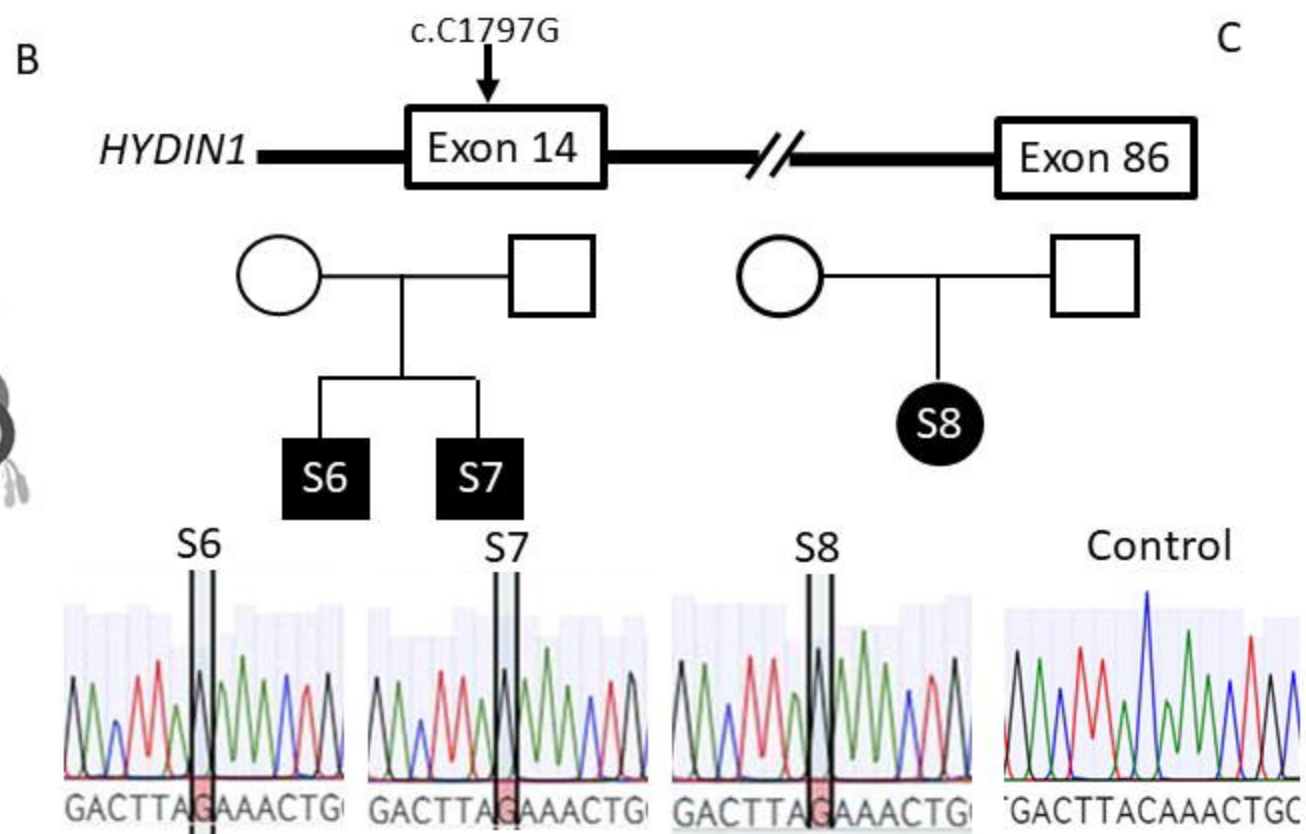 B
C
c.C1797G
HYDIN1
Exon 14
Exon 86
S8
S6
S7
S6
S7
S8
Control
GACTTAGAAACTG
GACTTAGAAACTG
GACTTAGAAACTG
GACTTACAAACTGC